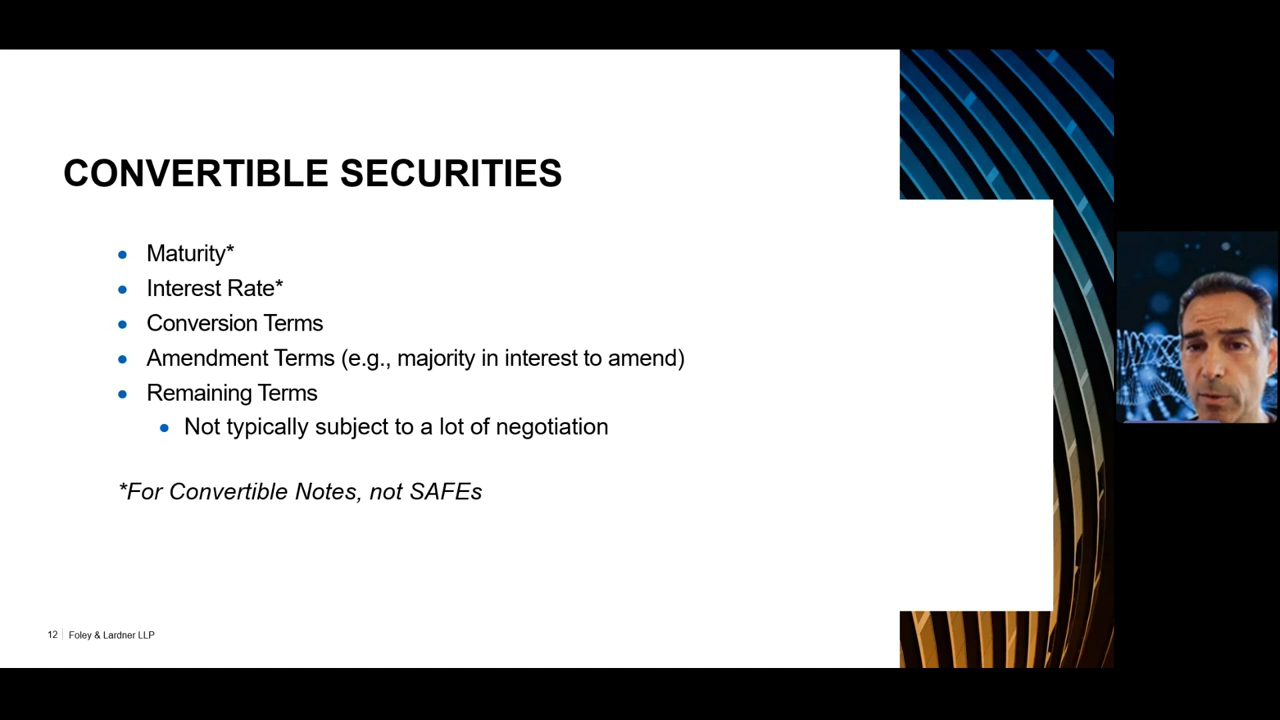 CONVERTIBLE SECURITIES
• Maturity*
• Interest Rate*
• Conversion Terms
• Amendment Terms (e.g., majority in interest to amend)
• Remaining Terms
• Not typically subject to a lot of negotiation
*For Convertible Notes, not SAFEs
12 | Foley & Lardner LLP